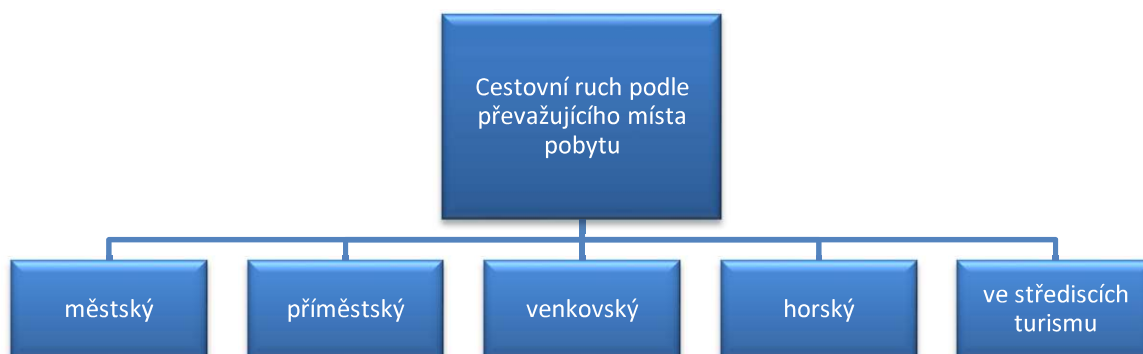 Cestovní ruch podle
převažujícího místa
pobytu
městský
příměstský
venkovský
horský
ve střediscích
turismu